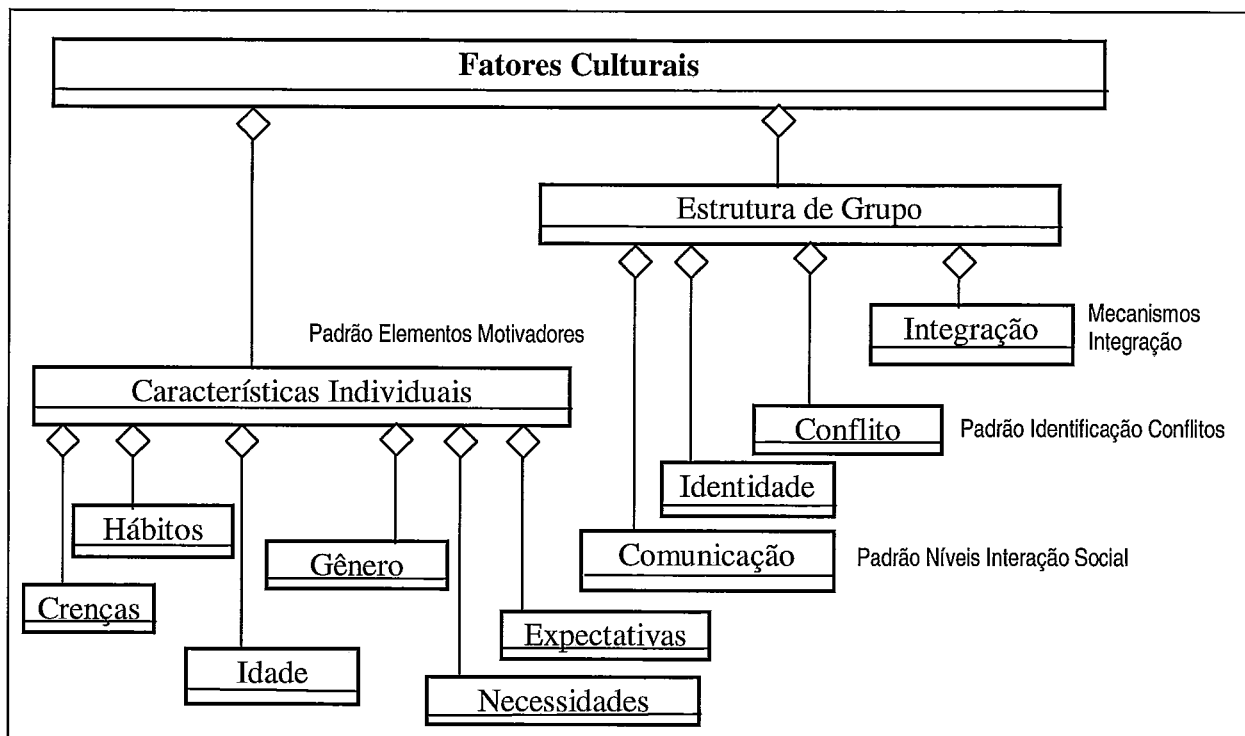 Fatores Culturais
Estrutura de Grupo
Integração
Mecanismos
Integração
Padrão Elementos Motivadores
Características Individuais
Conflito
Padrão Identificação Conflitos
Identidade
Hábitos
Gênero
Comunicação
Padrão Níveis Interação Social
Crenças
Expectativas
Idade
Necessidades